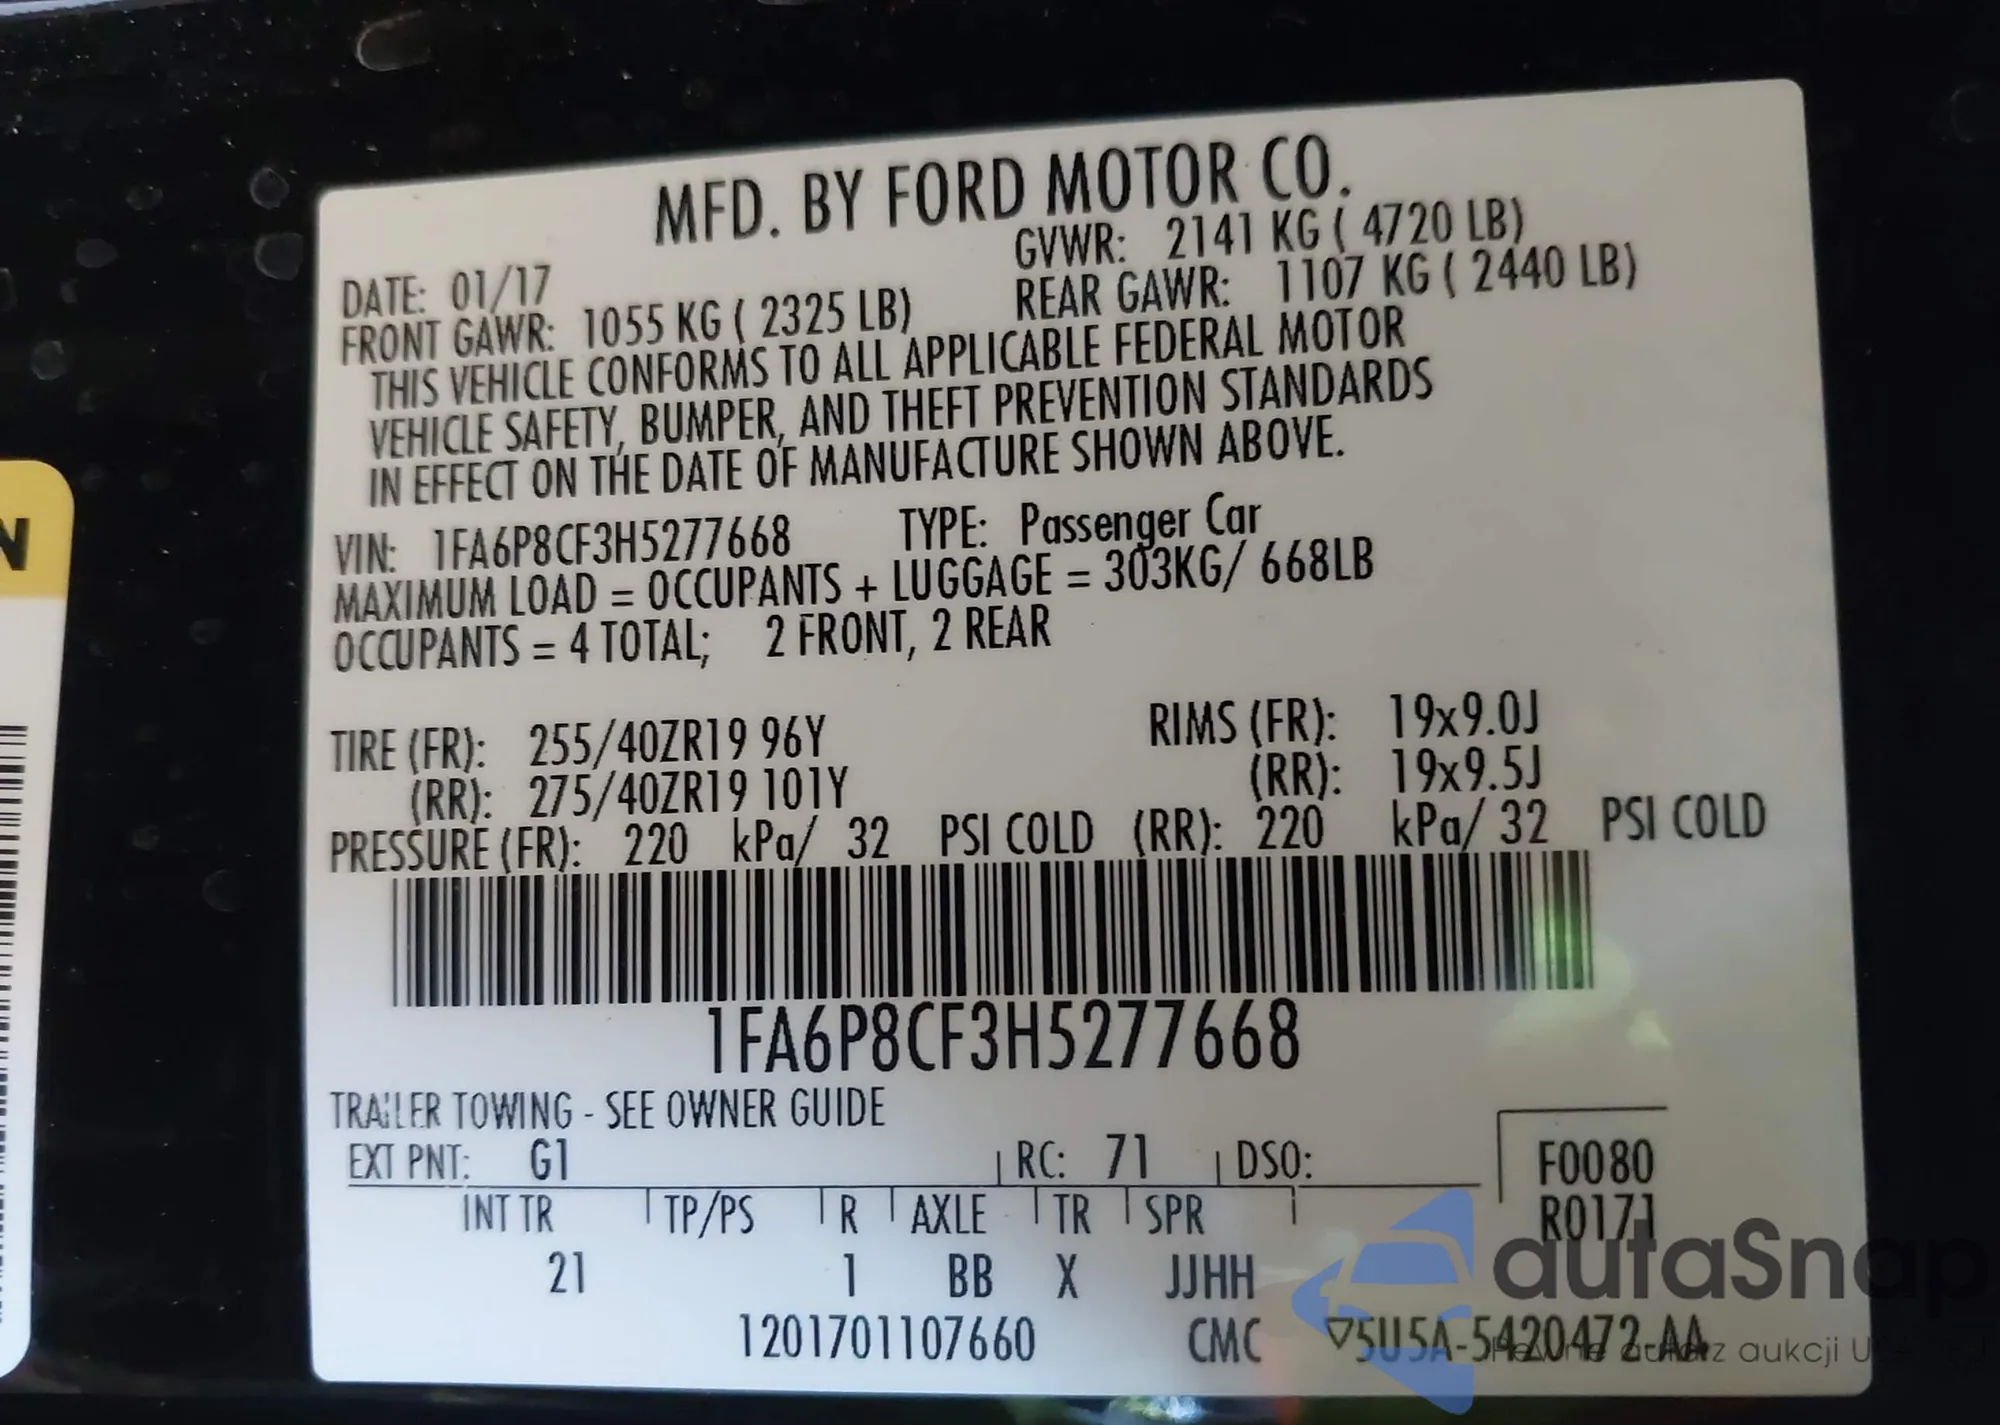 MFD. BY FORD MOTOR CO.
DATE: 01/17 GVWR: 2141 KG ( 4720 LB)
FRONT GAWR: 1055 KG ( 2325 LB) REAR GAWR: 1107 KG ( 2440 LB)
THIS VEHICLE CONFORMS TO ALL APPLICABLE FEDERAL MOTOR
VEHICLE SAFETY, BUMPER, AND THEFT PREVENTION STANDARDS
IN EFFECT ON THE DATE OF MANUFACTURE SHOWN ABOVE.
VIN: 1FA6P8CF3H5277668 TYPE: Passenger Car
MAXIMUM LOAD = OCCUPANTS + LUGGAGE = 303KG/ 668LB
OCCUPANTS = 4 TOTAL; 2 FRONT, 2 REAR
TIRE (FR): 255/40ZR19 96Y RIMS (FR): 19x9.0J
(RR): 275/40ZR19 101Y (RR): 19x9.5J
PRESSURE (FR): 220 kPa/ 32 PSI COLD (RR): 220 kPa/ 32 PSI COLD
1FA6P8CF3H5277668
TRAILER TOWING - SEE OWNER GUIDE
EXT PNT: G1 RC: 71 DSO: F0080
R0171
INT TR TP/PS R AXLE TR SPR
21 1 BB X JJHH
1201701107660 CMC ▽5U5A-5420472-AA
autaSnap
Pewne auta z aukcji
N